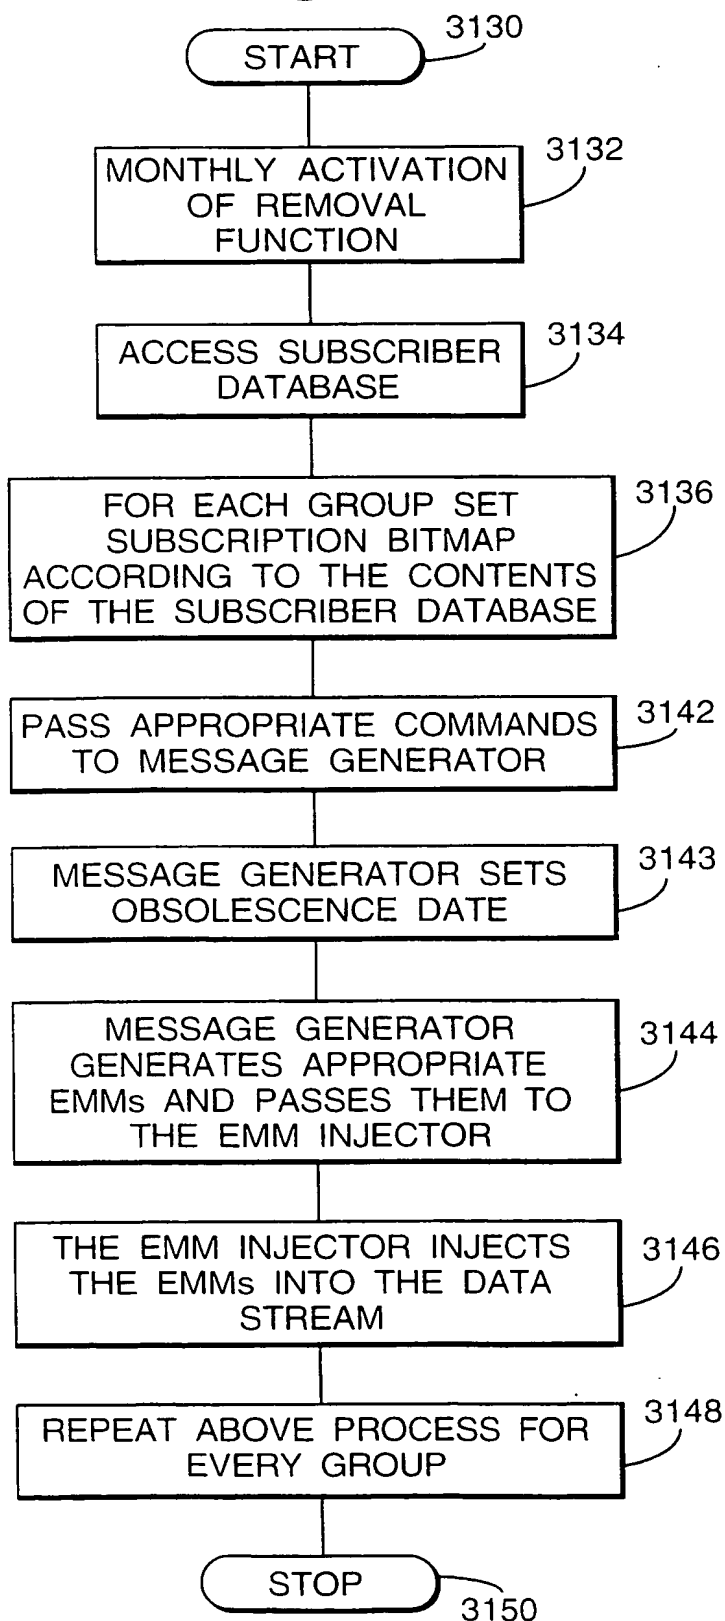 3130
START
3132
MONTHLY ACTIVATION
OF REMOVAL
FUNCTION
3134
ACCESS SUBSCRIBER
DATABASE
3136
FOR EACH GROUP SET
SUBSCRIPTION BITMAP
ACCORDING TO THE CONTENTS
OF THE SUBSCRIBER DATABASE
3142
PASS APPROPRIATE COMMANDS
TO MESSAGE GENERATOR
3143
MESSAGE GENERATOR SETS
OBSOLESCENCE DATE
3144
MESSAGE GENERATOR
GENERATES APPROPRIATE
EMMs AND PASSES THEM TO
THE EMM INJECTOR
3146
THE EMM INJECTOR INJECTS
THE EMMs INTO THE DATA
STREAM
3148
REPEAT ABOVE PROCESS FOR
EVERY GROUP
STOP
3150